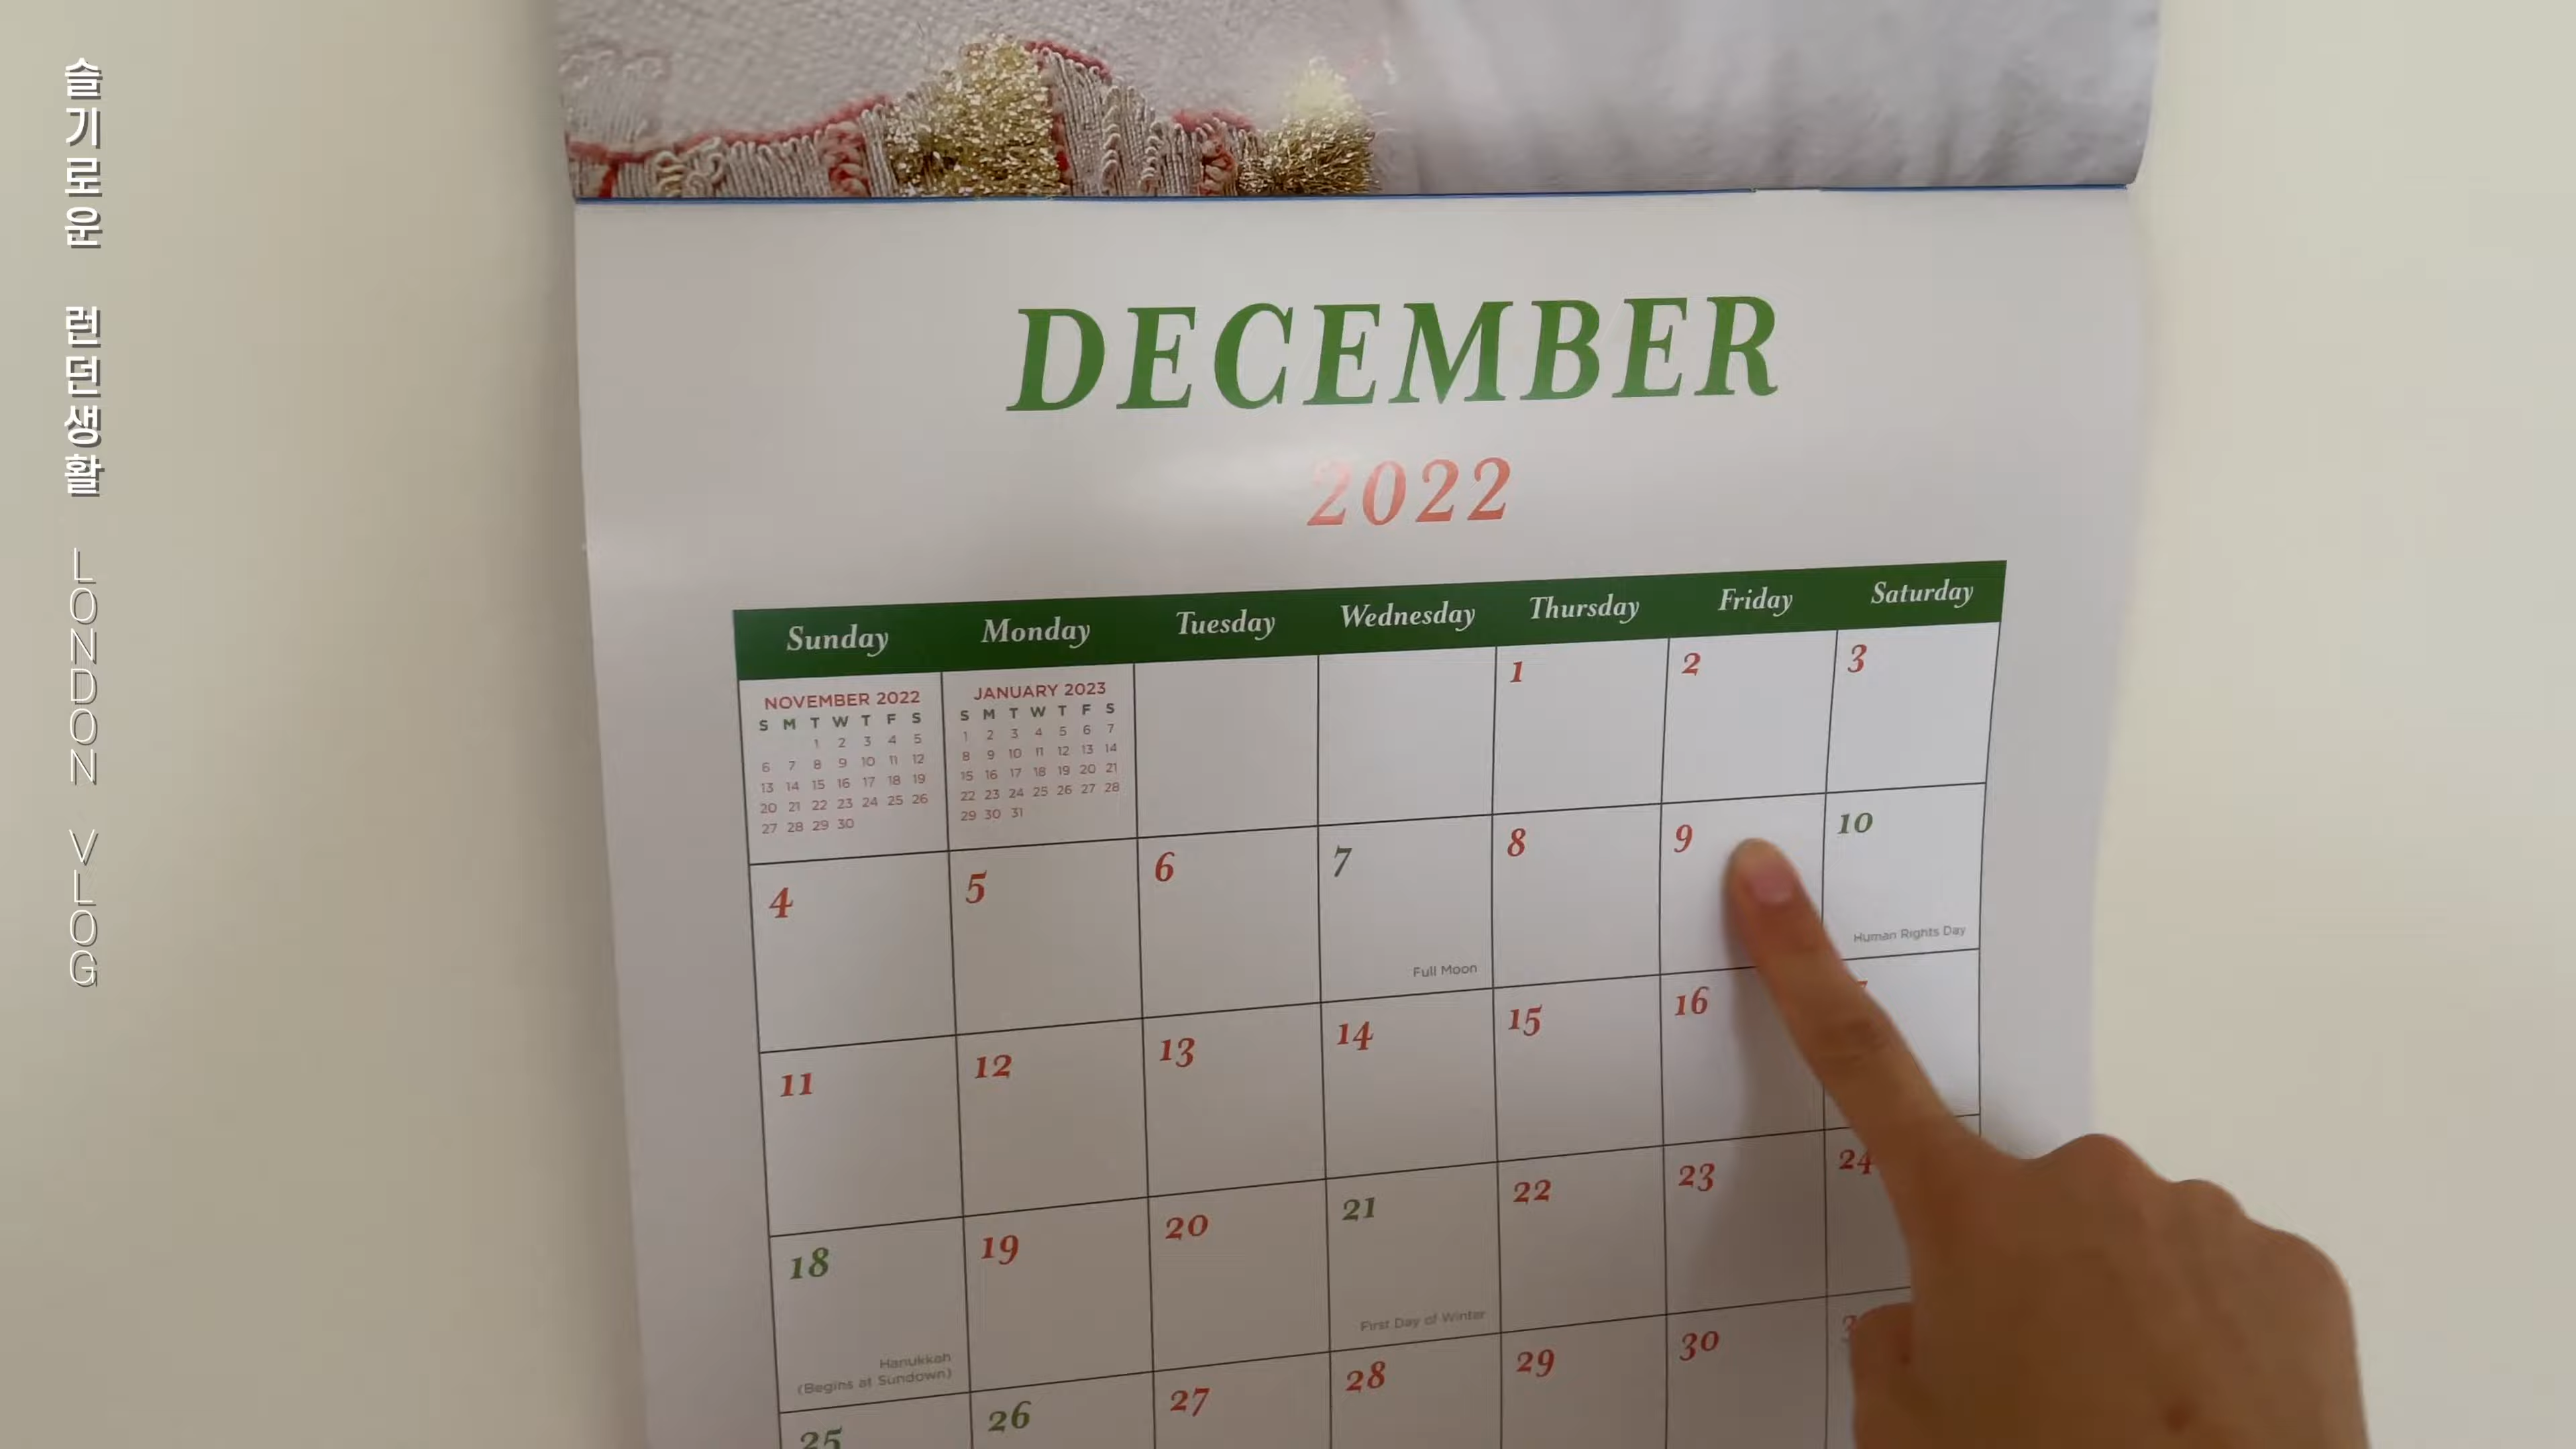 슬기로운 런던생활 LONDON VLOG
DECEMBER
2022
Sunday Monday Tuesday Wednesday Thursday Friday Saturday
NOVEMBER 2022
S M T W T F S
1 2 3 4 5
6 7 8 9 10 11 12
13 14 15 16 17 18 19
20 21 22 23 24 25 26
27 28 29 30
JANUARY 2023
S M T W T F S
1 2 3 4 5 6 7
8 9 10 11 12 13 14
15 16 17 18 19 20 21
22 23 24 25 26 27 28
29 30 31
1 2 3
4 5 6 7 8 9 10
Full Moon
Human Rights Day
11 12 13 14 15 16
18 19 20 21 22 23 24
Hanukkah
(Begins at Sundown)
First Day of Winter
25 26 27 28 29 30